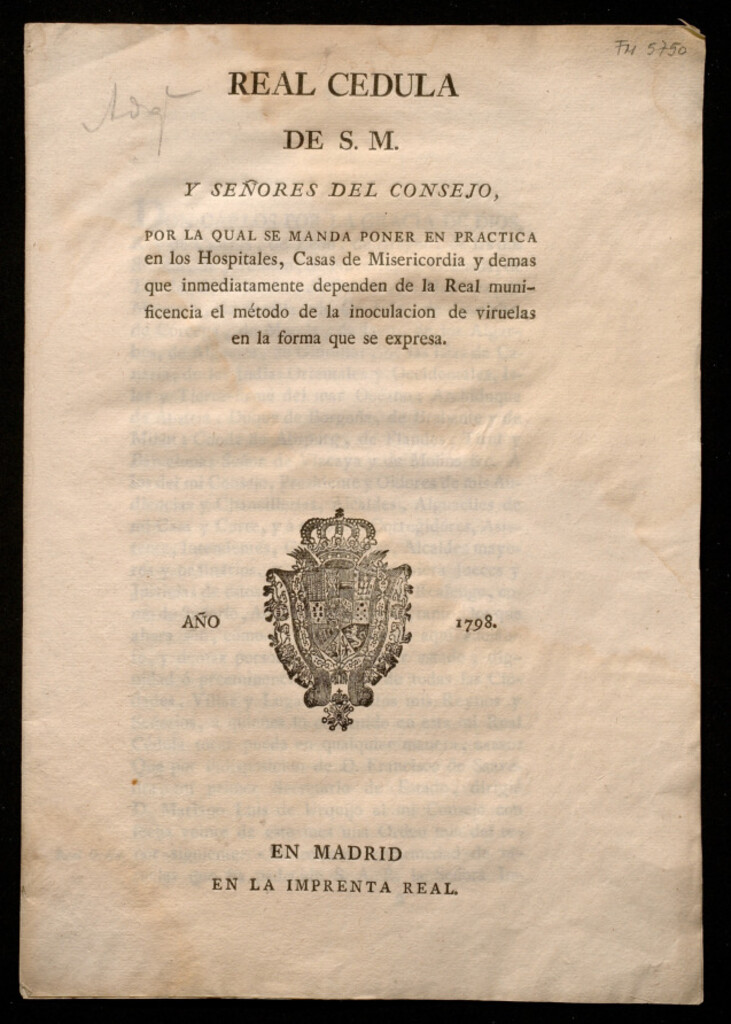 FH 5750
REAL CEDULA
DE S. M.
Y SEÑORES DEL CONSEJO,
POR LA QUAL SE MANDA PONER EN PRACTICA
en los Hospitales, Casas de Misericordia y demas
que inmediatamente dependen de la Real muni-
ficencia el método de la inoculacion de viruelas
en la forma que se expresa.
AÑO 1798.
EN MADRID
EN LA IMPRENTA REAL.